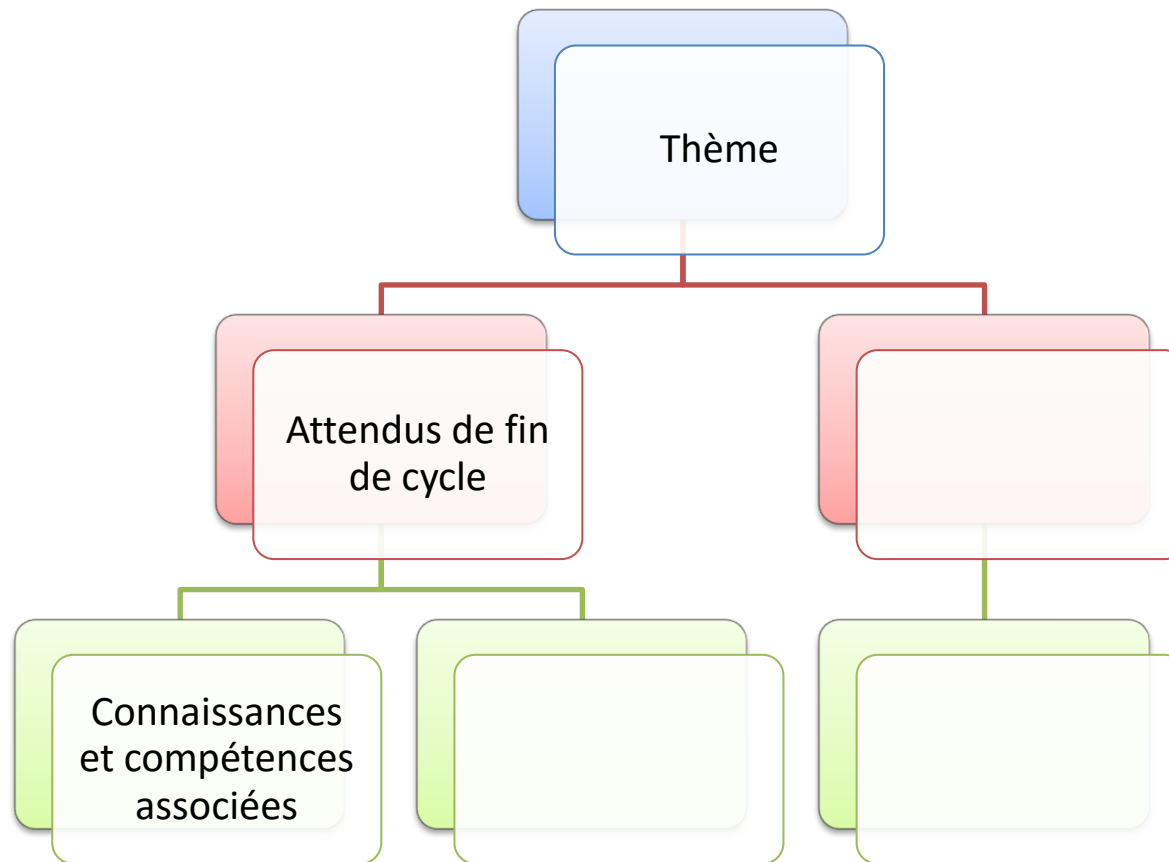 Thème
Attendus de fin
de cycle
Connaissances
et compétences
associées